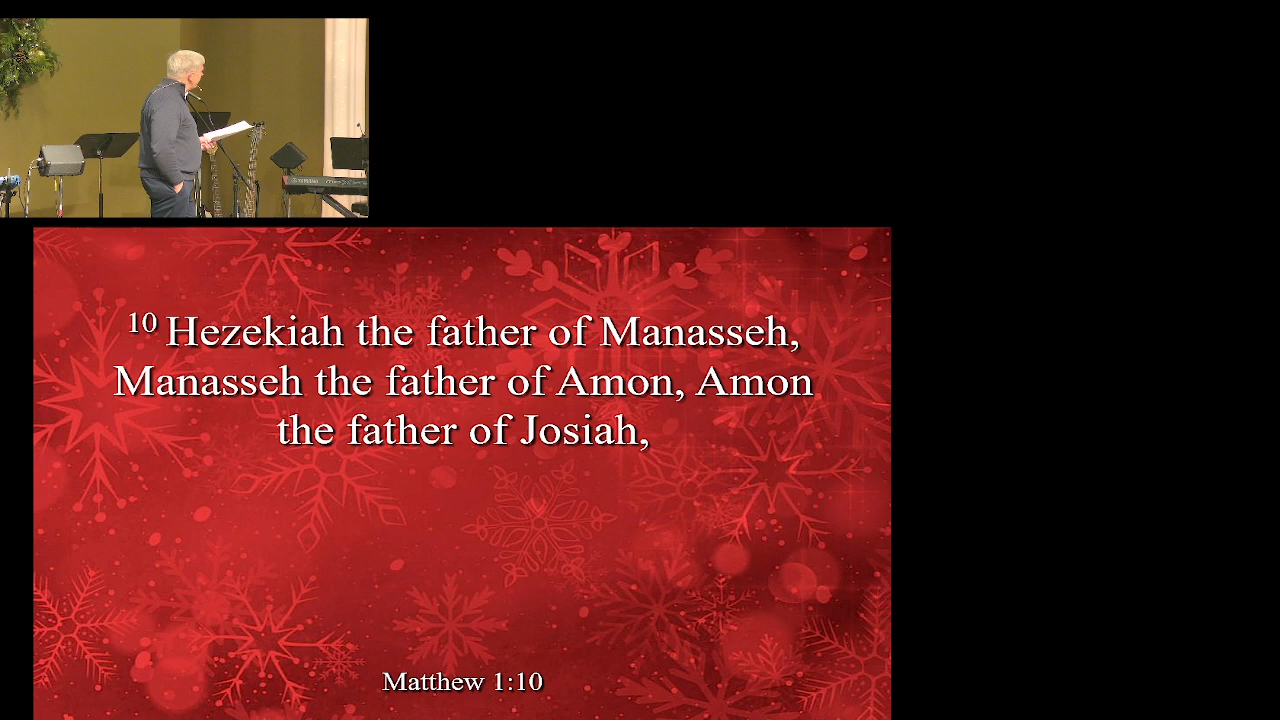 10 Hezekiah the father of Manasseh,
Manasseh the father of Amon, Amon
the father of Josiah,
Matthew 1:10